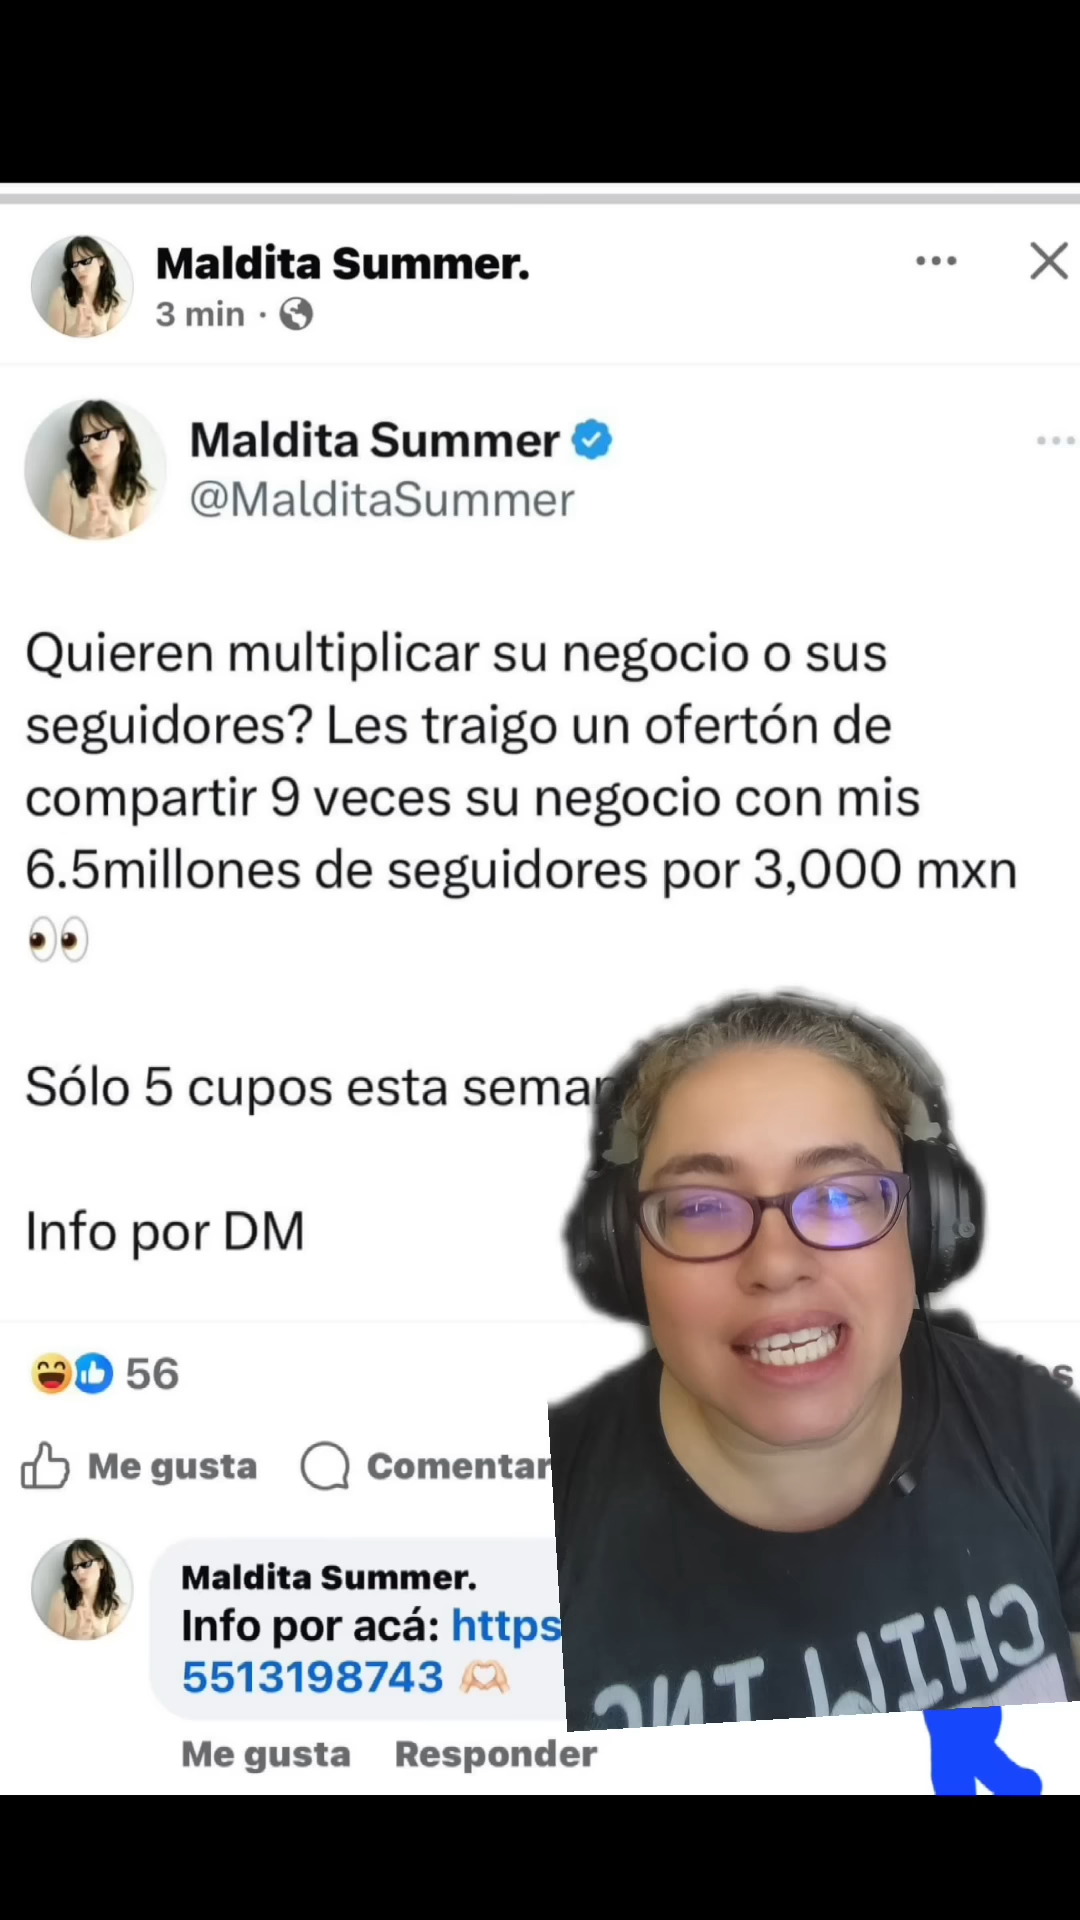 Maldita Summer.
3 min ·
Maldita Summer
@MalditaSummer
Quieren multiplicar su negocio o sus
seguidores? Les traigo un ofertón de
compartir 9 veces su negocio con mis
6.5millones de seguidores por 3,000 mxn
👀
Sólo 5 cupos esta
Info por DM
56
Me gusta Comentar
Maldita Summer.
Info por acá: https
5513198743 🫶🏻
Me gusta Responder